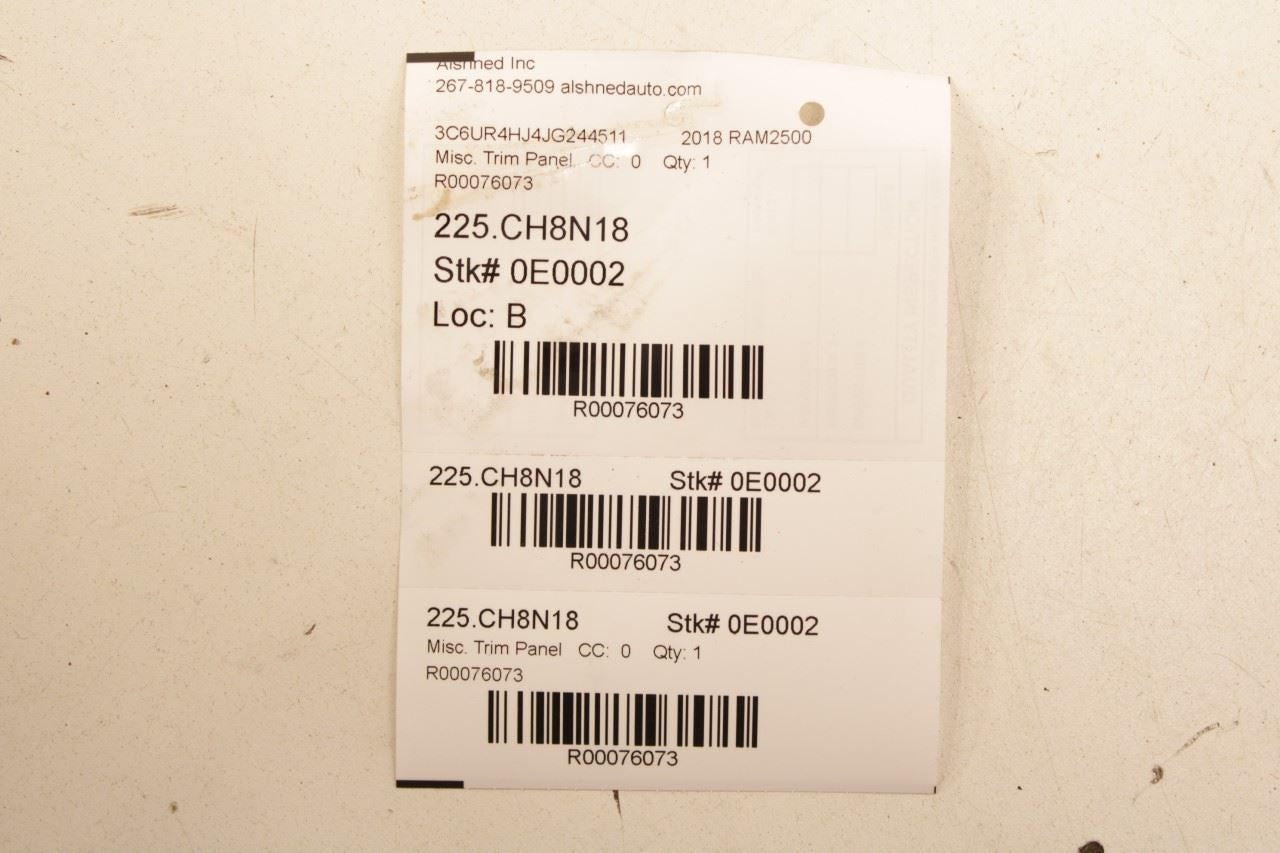 Alshned Inc
267-818-9509 alshnedauto.com
3C6UR4HJ4JG244511 2018 RAM2500
Misc. Trim Panel CC: 0 Qty: 1
R00076073
225.CH8N18
Stk# 0E0002
Loc: B
R00076073
225.CH8N18 Stk# 0E0002
R00076073
225.CH8N18 Stk# 0E0002
Misc. Trim Panel CC: 0 Qty: 1
R00076073
R00076073